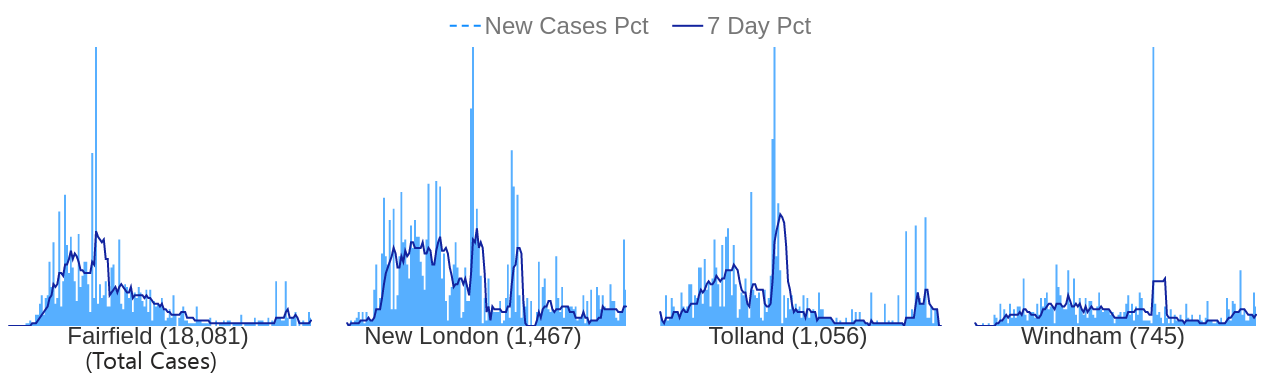 New Cases Pct 7 Day Pct
Fairfield (18,081) New London (1,467) Tolland (1,056) Windham (745)
(Total Cases)